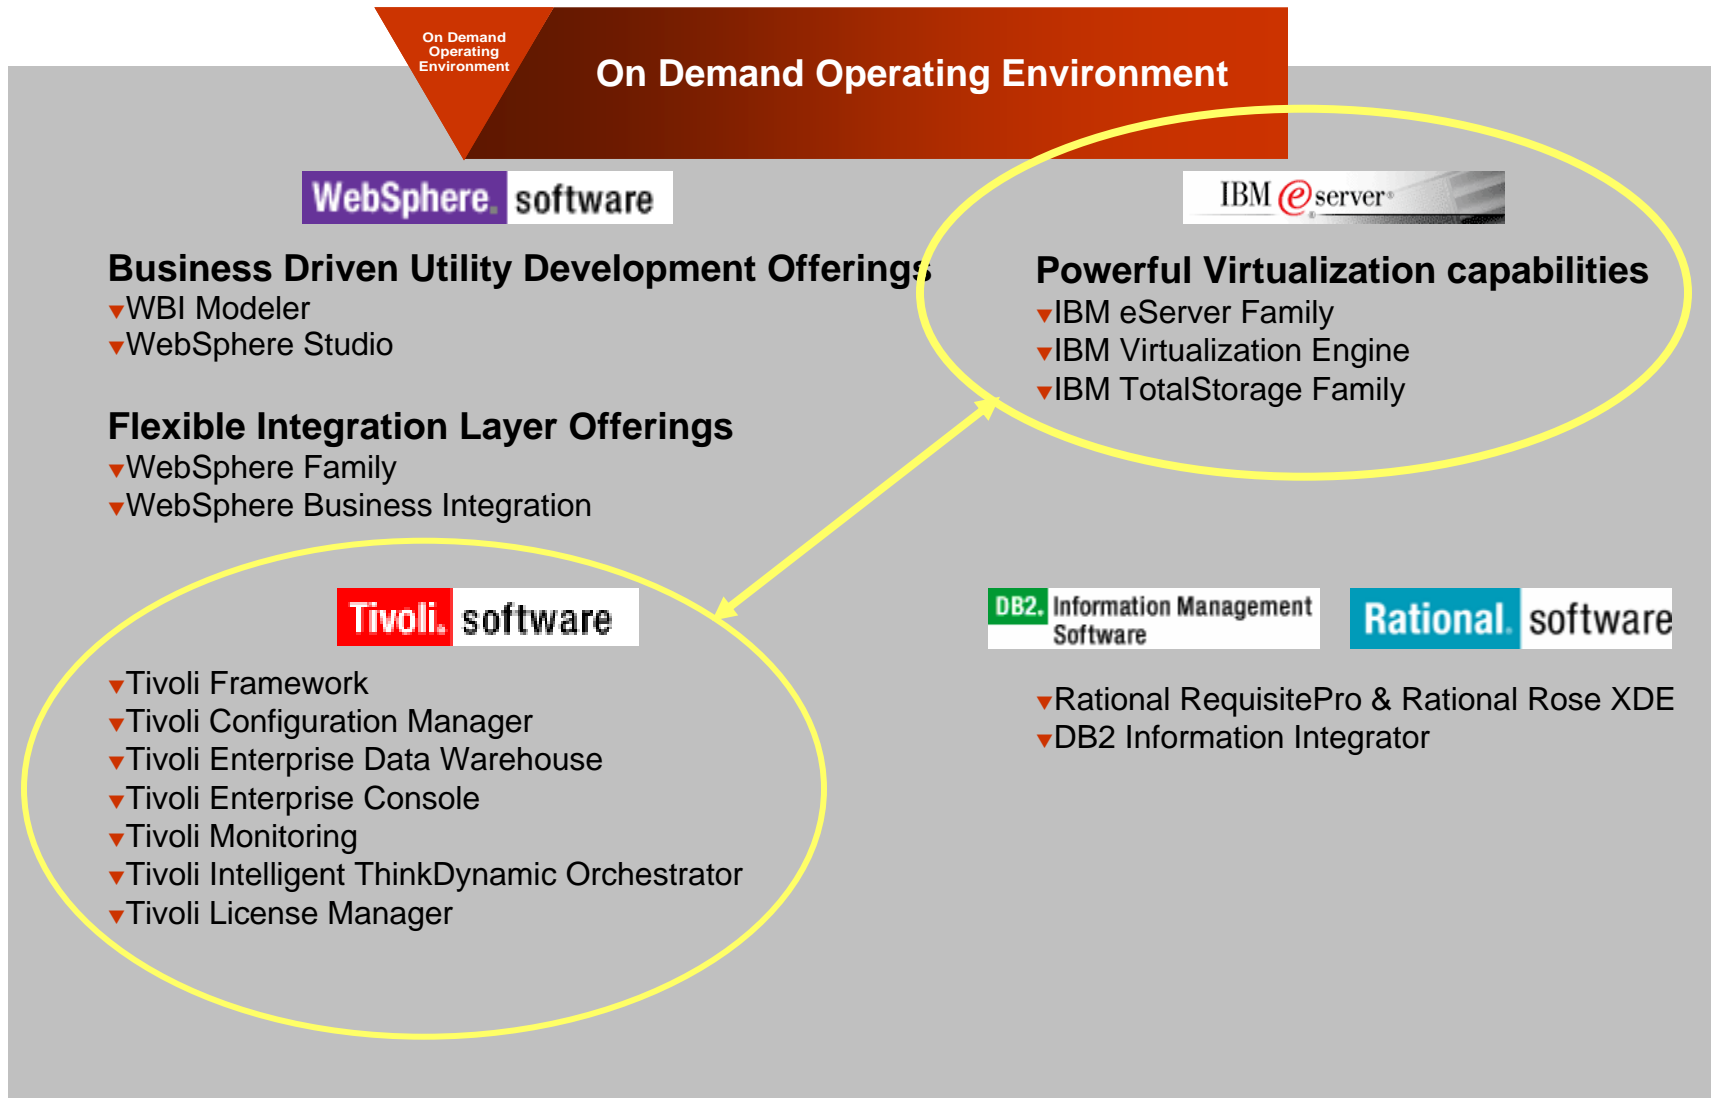 On Demand
Operating
Environment
On Demand Operating Environment
WebSphere. software
Business Driven Utility Development Offerings
WBI Modeler
WebSphere Studio
Flexible Integration Layer Offerings
WebSphere Family
WebSphere Business Integration
IBM e server®
Powerful Virtualization capabilities
IBM eServer Family
IBM Virtualization Engine
IBM TotalStorage Family
Tivoli. software
Tivoli Framework
Tivoli Configuration Manager
Tivoli Enterprise Data Warehouse
Tivoli Enterprise Console
Tivoli Monitoring
Tivoli Intelligent ThinkDynamic Orchestrator
Tivoli License Manager
DB2. Information Management
Software
Rational. software
Rational RequisitePro & Rational Rose XDE
DB2 Information Integrator